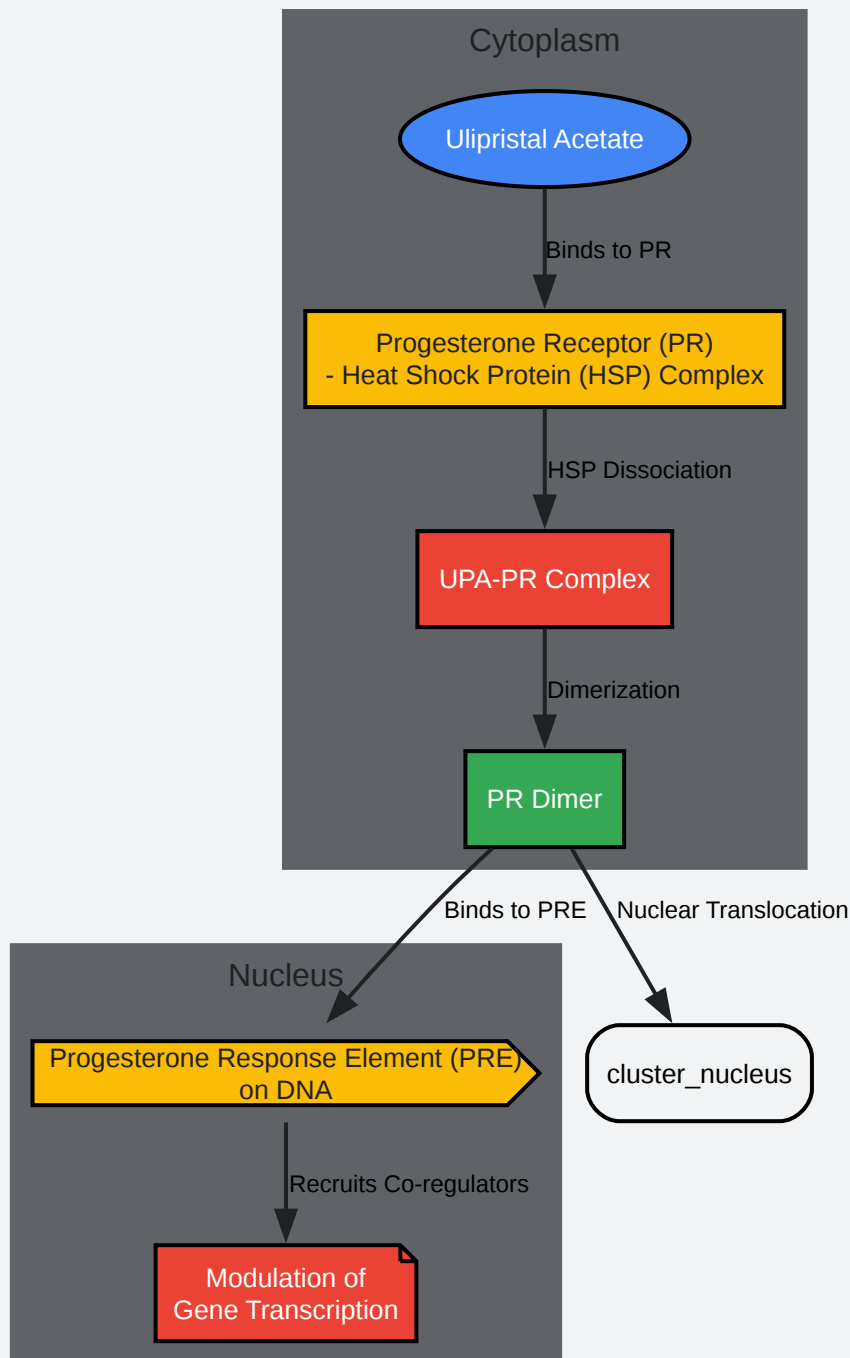 Cytoplasm
Ulipristal Acetate
Binds to PR
Progesterone Receptor (PR)
- Heat Shock Protein (HSP) Complex
HSP Dissociation
UPA-PR Complex
Dimerization
PR Dimer
Binds to PRE
Nuclear Translocation
Nucleus
Progesterone Response Element (PRE)
on DNA
cluster_nucleus
Recruits Co-regulators
Modulation of
Gene Transcription